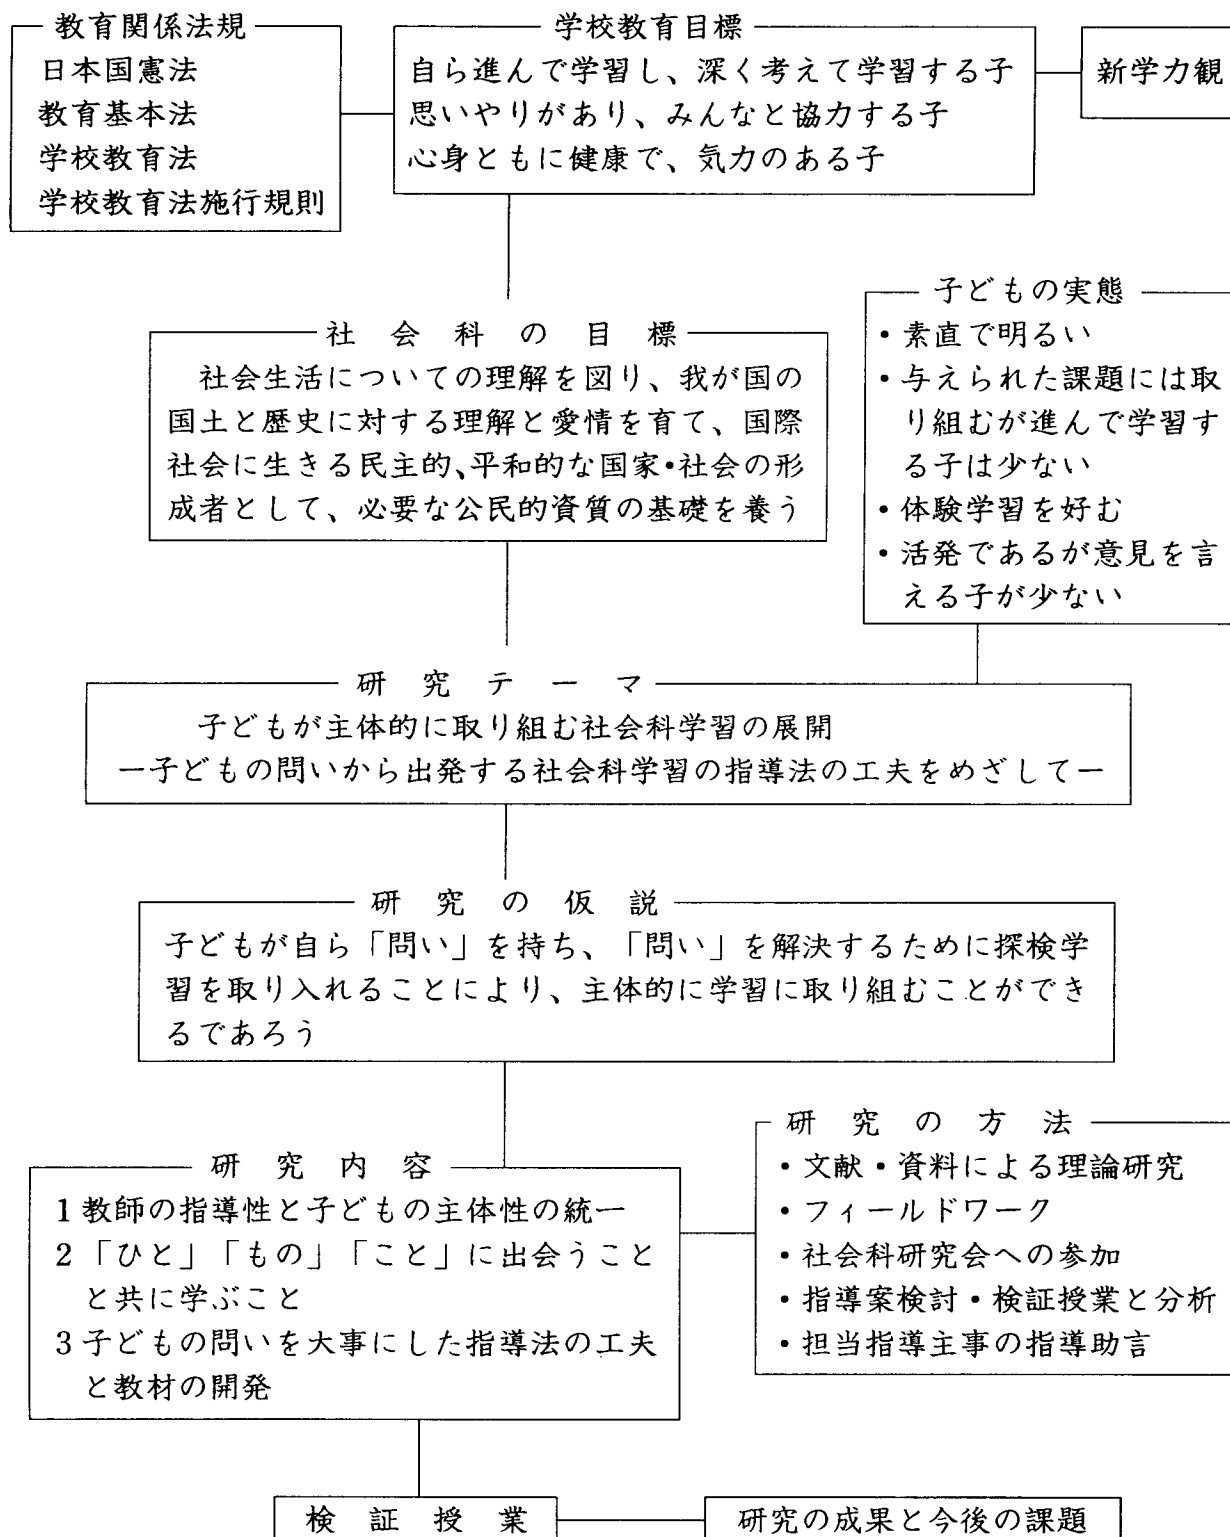 教育関係法規
日本国憲法
教育基本法
学校教育法
学校教育法施行規則
学校教育目標
自ら進んで学習し、深く考えて学習する子
思いやりがあり、みんなと協力する子
心身ともに健康で、気力のある子
新学力観
社会科の目標
社会生活についての理解を図り、我が国の
国土と歴史に対する理解と愛情を育て、国際
社会に生きる民主的、平和的な国家・社会の形
成者として、必要な公民的資質の基礎を養う
子どもの実態
・素直で明るい
・与えられた課題には取
り組むが進んで学習す
る子は少ない
・体験学習を好む
・活発であるが意見を言
える子が少ない
研究テーマ
子どもが主体的に取り組む社会科学習の展開
ー子どもの問いから出発する社会科学習の指導法の工夫をめざしてー
研究の仮説
子どもが自ら「問い」を持ち、「問い」を解決するために探検学
習を取り入れることにより、主体的に学習に取り組むことができ
るであろう
研究内容
1 教師の指導性と子どもの主体性の統一
2 「ひと」「もの」「こと」に出会うこと
と共に学ぶこと
3 子どもの問いを大事にした指導法の工夫
と教材の開発
研究の方法
・文献・資料による理論研究
・フィールドワーク
・社会科研究会への参加
・指導案検討・検証授業と分析
・担当指導主事の指導助言
検証授業
研究の成果と今後の課題